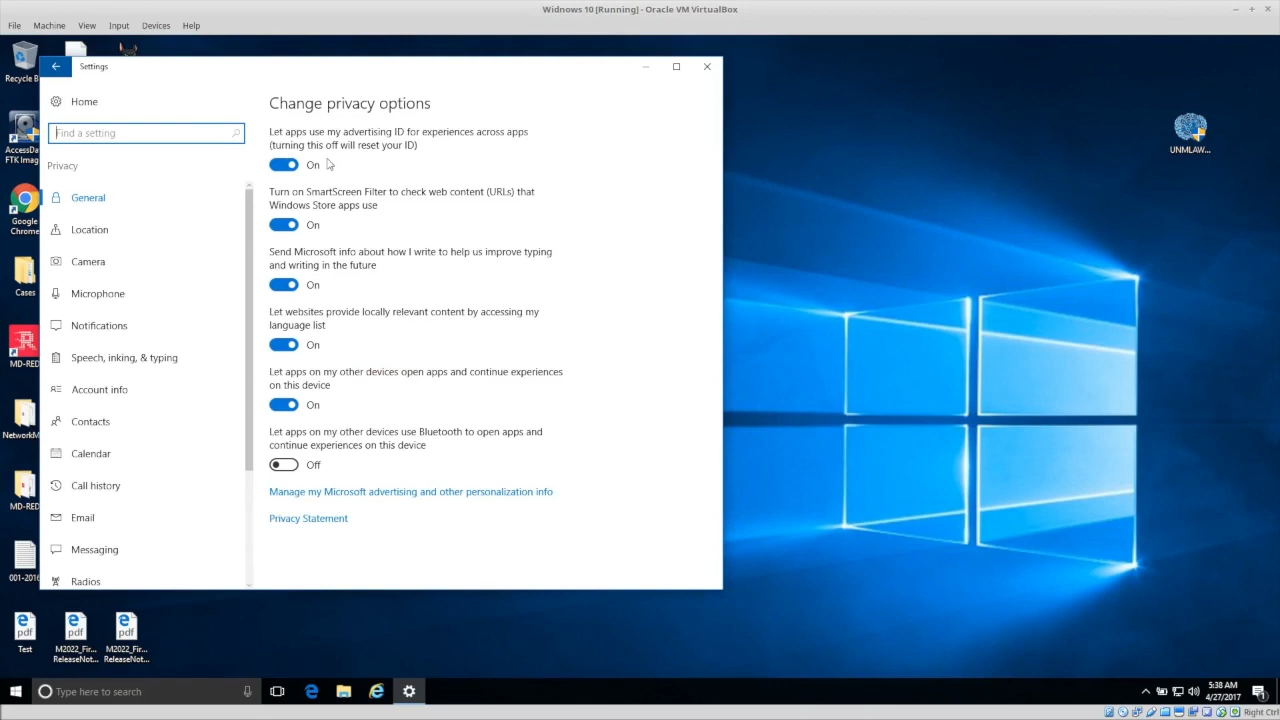 Widnows 10 [Running] - Oracle VM VirtualBox
File Machine View Input Devices Help
Recycle B
AccessDa
FTK Imag
Google
Chrome
Cases
MD-RED
NetworkM
MD-RED
001-2016
Test
M2022_Fir...
ReleaseNot...
M2022_Fir...
ReleaseNot...
UNMLAW...
Settings
Home
Find a setting
Privacy
General
Location
Camera
Microphone
Notifications
Speech, inking, & typing
Account info
Contacts
Calendar
Call history
Email
Messaging
Radios
Change privacy options
Let apps use my advertising ID for experiences across apps
(turning this off will reset your ID)
On
Turn on SmartScreen Filter to check web content (URLs) that
Windows Store apps use
On
Send Microsoft info about how I write to help us improve typing
and writing in the future
On
Let websites provide locally relevant content by accessing my
language list
On
Let apps on my other devices open apps and continue experiences
on this device
On
Let apps on my other devices use Bluetooth to open apps and
continue experiences on this device
Off
Manage my Microsoft advertising and other personalization info
Privacy Statement
Type here to search
5:38 AM
4/27/2017
1
Right Ctrl